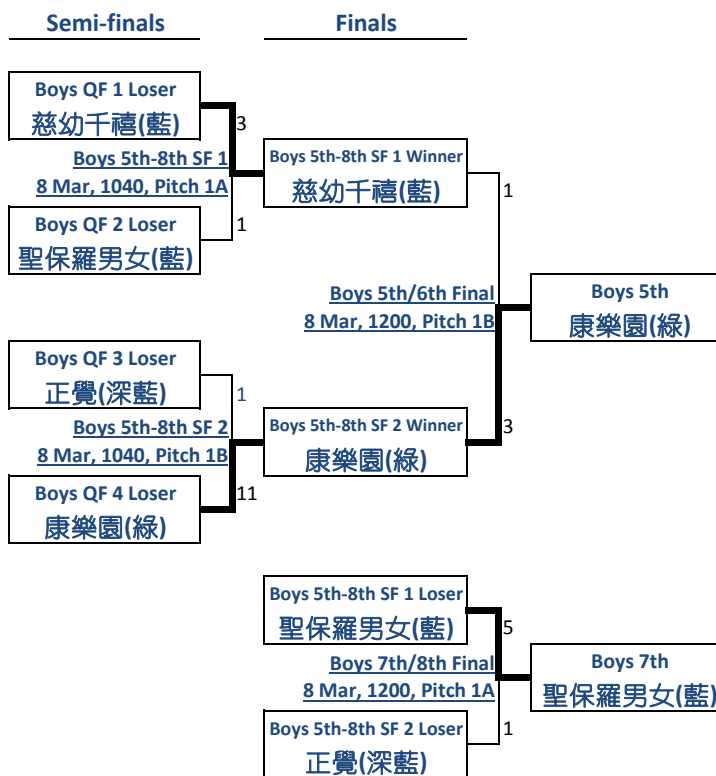 Semi-finals
Finals
Boys QF 1 Loser
慈幼千禧(藍)
3
Boys 5th-8th SF 1
8 Mar, 1040, Pitch 1A
Boys 5th-8th SF 1 Winner
慈幼千禧(藍)
1
Boys QF 2 Loser
聖保羅男女(藍)
1
Boys 5th/6th Final
8 Mar, 1200, Pitch 1B
Boys 5th
康樂園(綠)
Boys QF 3 Loser
正覺(深藍)
1
Boys 5th-8th SF 2
8 Mar, 1040, Pitch 1B
Boys 5th-8th SF 2 Winner
康樂園(綠)
3
Boys QF 4 Loser
康樂園(綠)
11
Boys 5th-8th SF 1 Loser
聖保羅男女(藍)
5
Boys 7th/8th Final
8 Mar, 1200, Pitch 1A
Boys 7th
聖保羅男女(藍)
Boys 5th-8th SF 2 Loser
正覺(深藍)
1